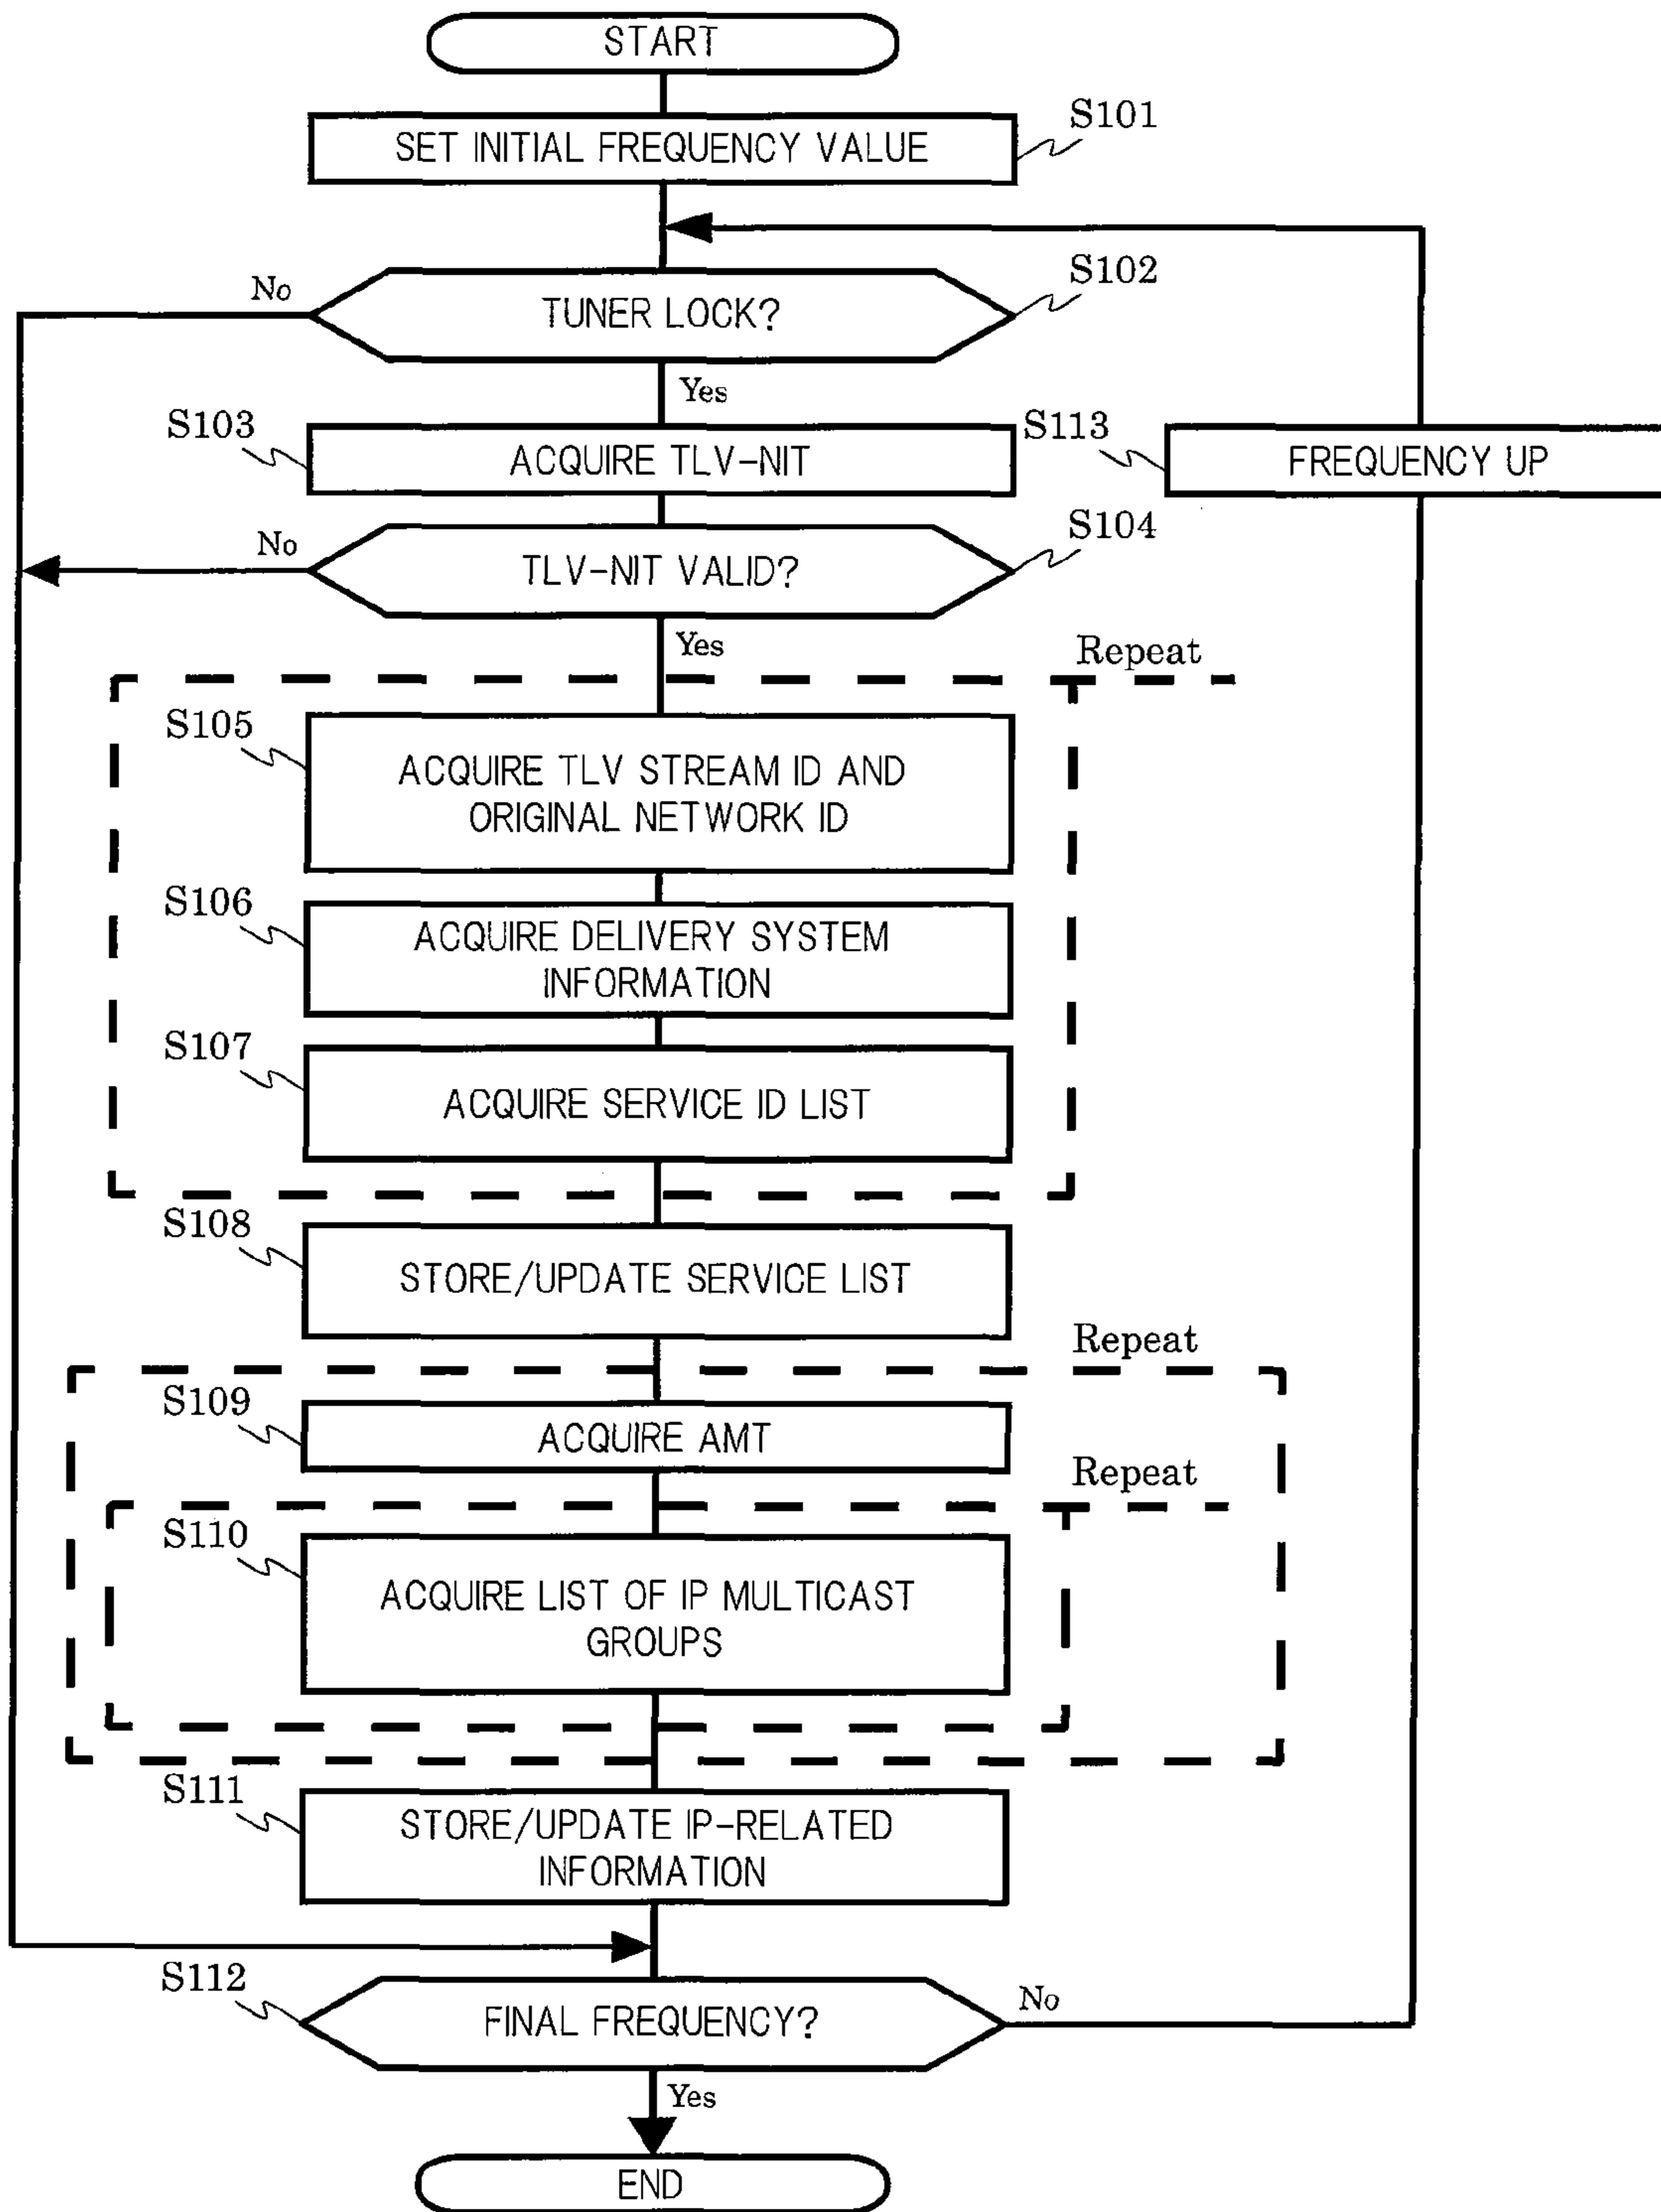 START
SET INITIAL FREQUENCY VALUE
S101
TUNER LOCK?
S102
No
Yes
S103
ACQUIRE TLV-NIT
S113
FREQUENCY UP
TLV-NIT VALID?
S104
No
Yes
Repeat
S105
ACQUIRE TLV STREAM ID AND
ORIGINAL NETWORK ID
S106
ACQUIRE DELIVERY SYSTEM
INFORMATION
S107
ACQUIRE SERVICE ID LIST
S108
STORE/UPDATE SERVICE LIST
Repeat
S109
ACQUIRE AMT
Repeat
S110
ACQUIRE LIST OF IP MULTICAST
GROUPS
S111
STORE/UPDATE IP-RELATED
INFORMATION
S112
FINAL FREQUENCY?
No
Yes
END